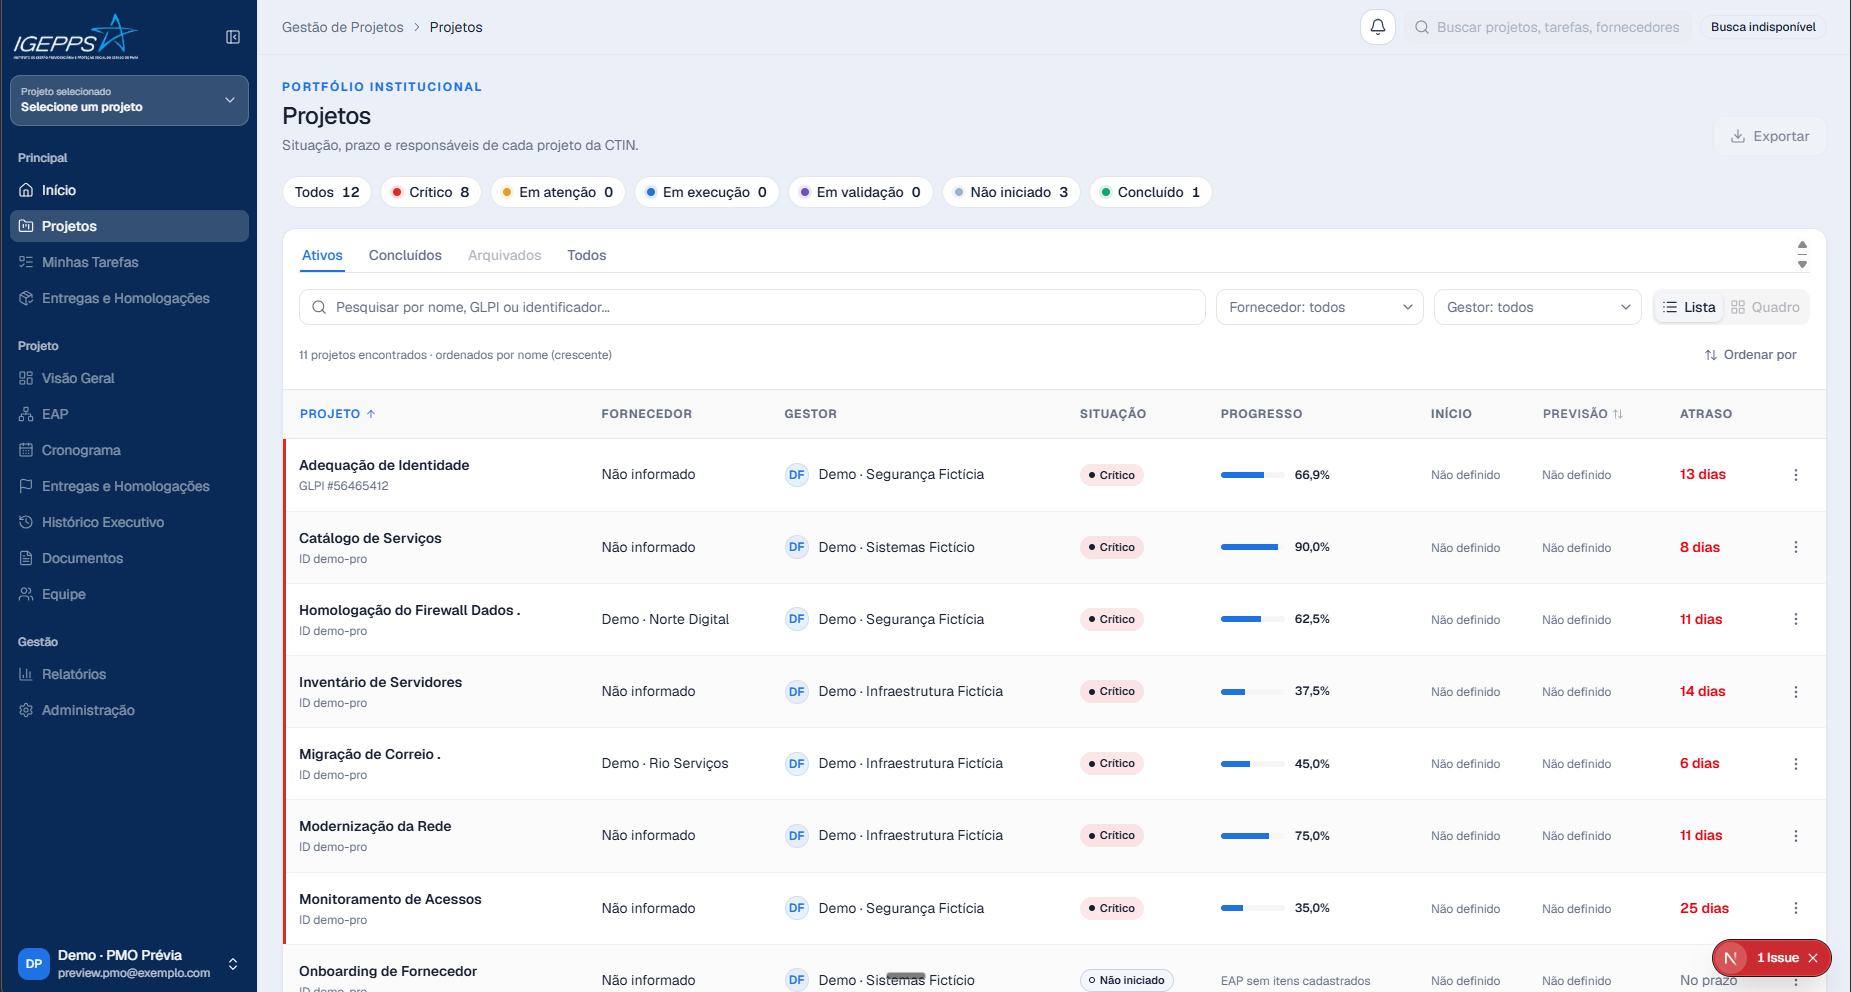 IGEPPS
Projeto selecionado
Selecione um projeto
Principal
Início
Projetos
Minhas Tarefas
Entregas e Homologações
Projeto
Visão Geral
EAP
Cronograma
Entregas e Homologações
Histórico Executivo
Documentos
Equipe
Gestão
Relatórios
Administração
DP
Demo · PMO Prévia
preview.pmo@exemplo.com
Gestão de Projetos > Projetos
Buscar projetos, tarefas, fornecedores
Busca indisponível
PORTFÓLIO INSTITUCIONAL
Projetos
Situação, prazo e responsáveis de cada projeto da CTIN.
Exportar
Todos 12 Crítico 8 Em atenção 0 Em execução 0 Em validação 0 Não iniciado 3 Concluído 1
Ativos Concluídos Arquivados Todos
Pesquisar por nome, GLPI ou identificador... Fornecedor: todos Gestor: todos Lista Quadro
11 projetos encontrados · ordenados por nome (crescente) Ordenar por
PROJETO FORNECEDOR GESTOR SITUAÇÃO PROGRESSO INÍCIO PREVISÃO ATRASO
Adequação de Identidade
GLPI #56465412
Não informado DF Demo · Segurança Fictícia Crítico 66,9% Não definido Não definido 13 dias
Catálogo de Serviços
ID demo-pro
Não informado DF Demo · Sistemas Fictício Crítico 90,0% Não definido Não definido 8 dias
Homologação do Firewall Dados .
ID demo-pro
Demo · Norte Digital DF Demo · Segurança Fictícia Crítico 62,5% Não definido Não definido 11 dias
Inventário de Servidores
ID demo-pro
Não informado DF Demo · Infraestrutura Fictícia Crítico 37,5% Não definido Não definido 14 dias
Migração de Correio .
ID demo-pro
Demo · Rio Serviços DF Demo · Infraestrutura Fictícia Crítico 45,0% Não definido Não definido 6 dias
Modernização da Rede
ID demo-pro
Não informado DF Demo · Infraestrutura Fictícia Crítico 75,0% Não definido Não definido 11 dias
Monitoramento de Acessos
ID demo-pro
Não informado DF Demo · Segurança Fictícia Crítico 35,0% Não definido Não definido 25 dias
Onboarding de Fornecedor
ID demo-pro
Não informado DF Demo · Sistemas Fictício Não iniciado EAP sem itens cadastrados Não definido Não definido No prazo
N 1 Issue